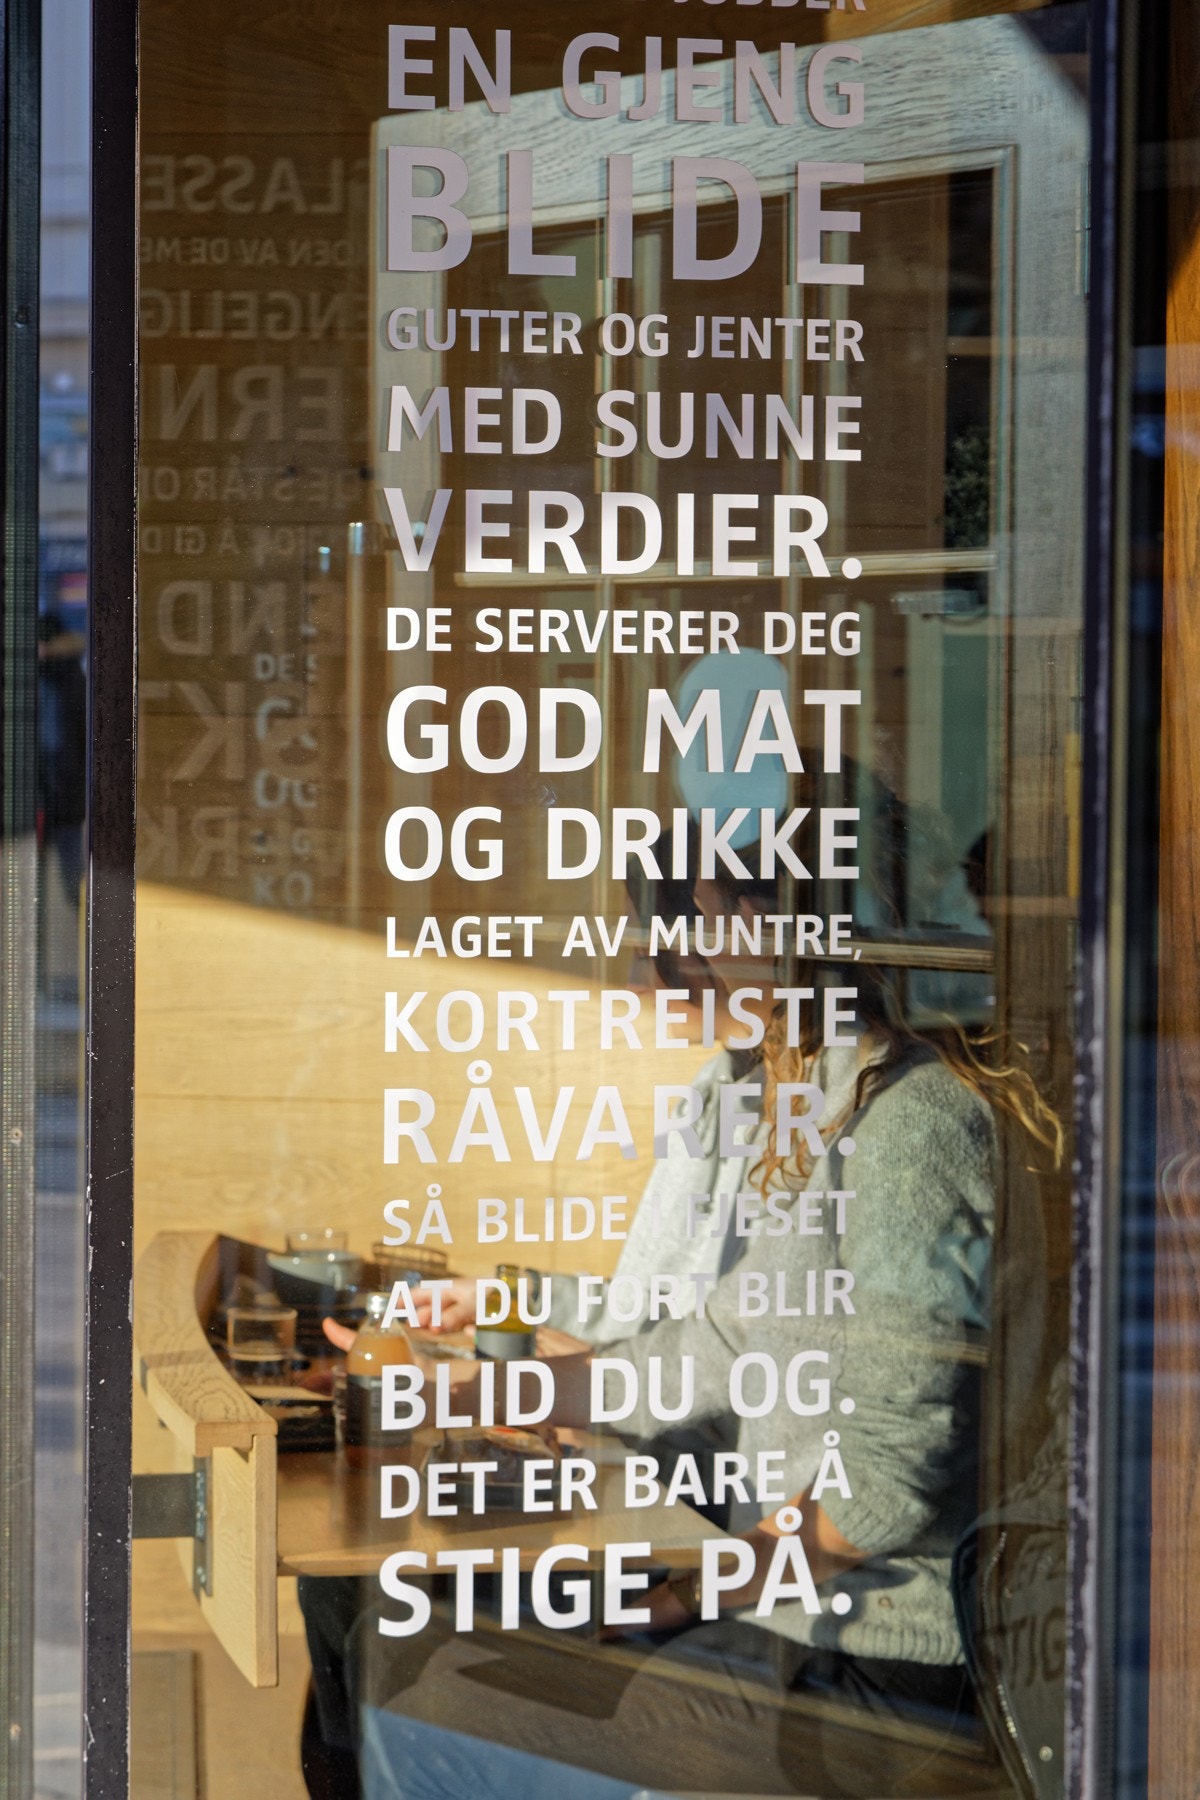 JOBBER
EN GJENG
BLIDE
GUTTER OG JENTER
MED SUNNE
VERDIER.
DE SERVERER DEG
GOD MAT
OG DRIKKE
LAGET AV MUNTRE,
KORTREISTE
RÅVARER.
SÅ BLIDE I FJESET
AT DU FORT BLIR
BLID DU OG.
DET ER BARE Å
STIGE PÅ.